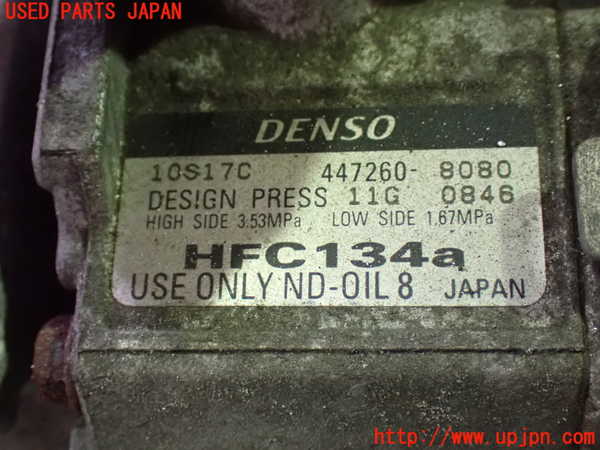 USED PARTS JAPAN
DENSO
10S17C 447260-8080
DESIGN PRESS 11G 0846
HIGH SIDE 3.53MPa LOW SIDE 1.67MPa
HFC134a
USE ONLY ND-OIL 8 JAPAN
http://www.upjpn.com/